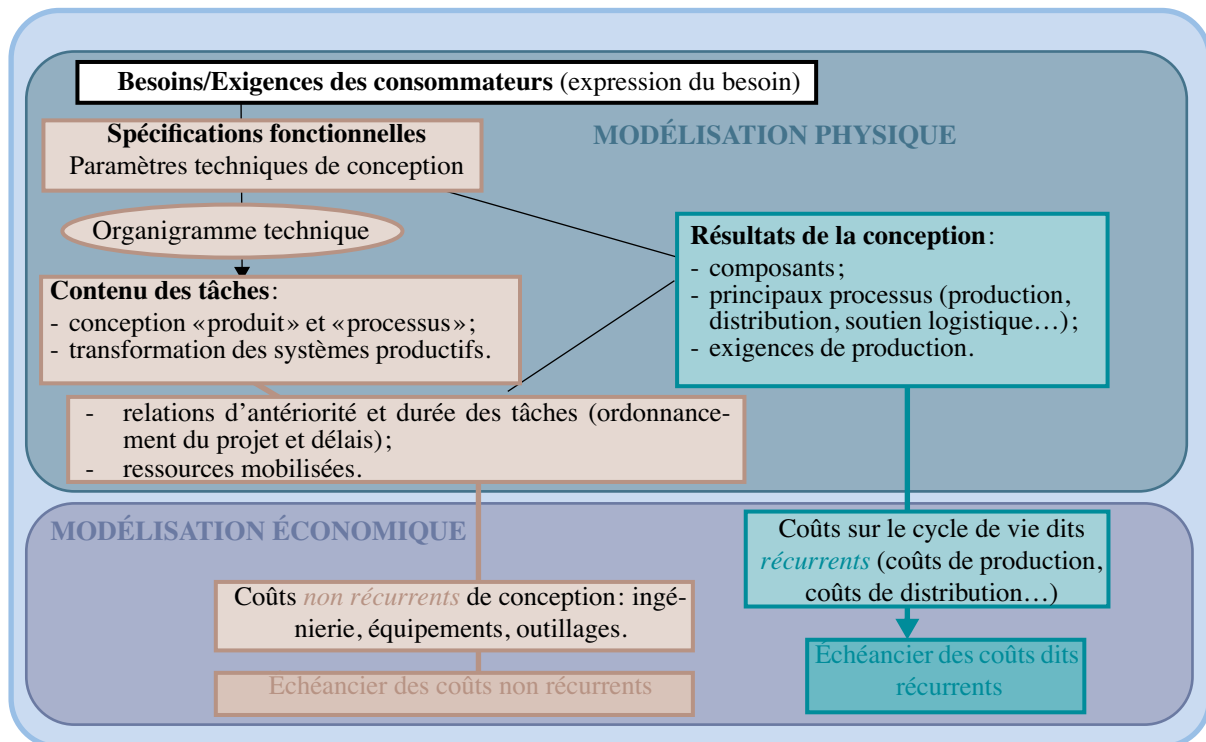 Besoins/Exigences des consommateurs (expression du besoin)
Spécifications fonctionnelles
Paramètres techniques de conception
MODÉLISATION PHYSIQUE
Organigramme technique
Contenu des tâches :
- conception « produit » et « processus » ;
- transformation des systèmes productifs.
Résultats de la conception :
- composants ;
- principaux processus (production,
distribution, soutien logistique…) ;
- exigences de production.
- relations d’antériorité et durée des tâches (ordonnance-
ment du projet et délais) ;
- ressources mobilisées.
MODÉLISATION ÉCONOMIQUE
Coûts non récurrents de conception : ingé-
nierie, équipements, outillages.
Echéancier des coûts non récurrents
Coûts sur le cycle de vie dits
récurrents (coûts de production,
coûts de distribution…)
Échéancier des coûts dits
récurrents